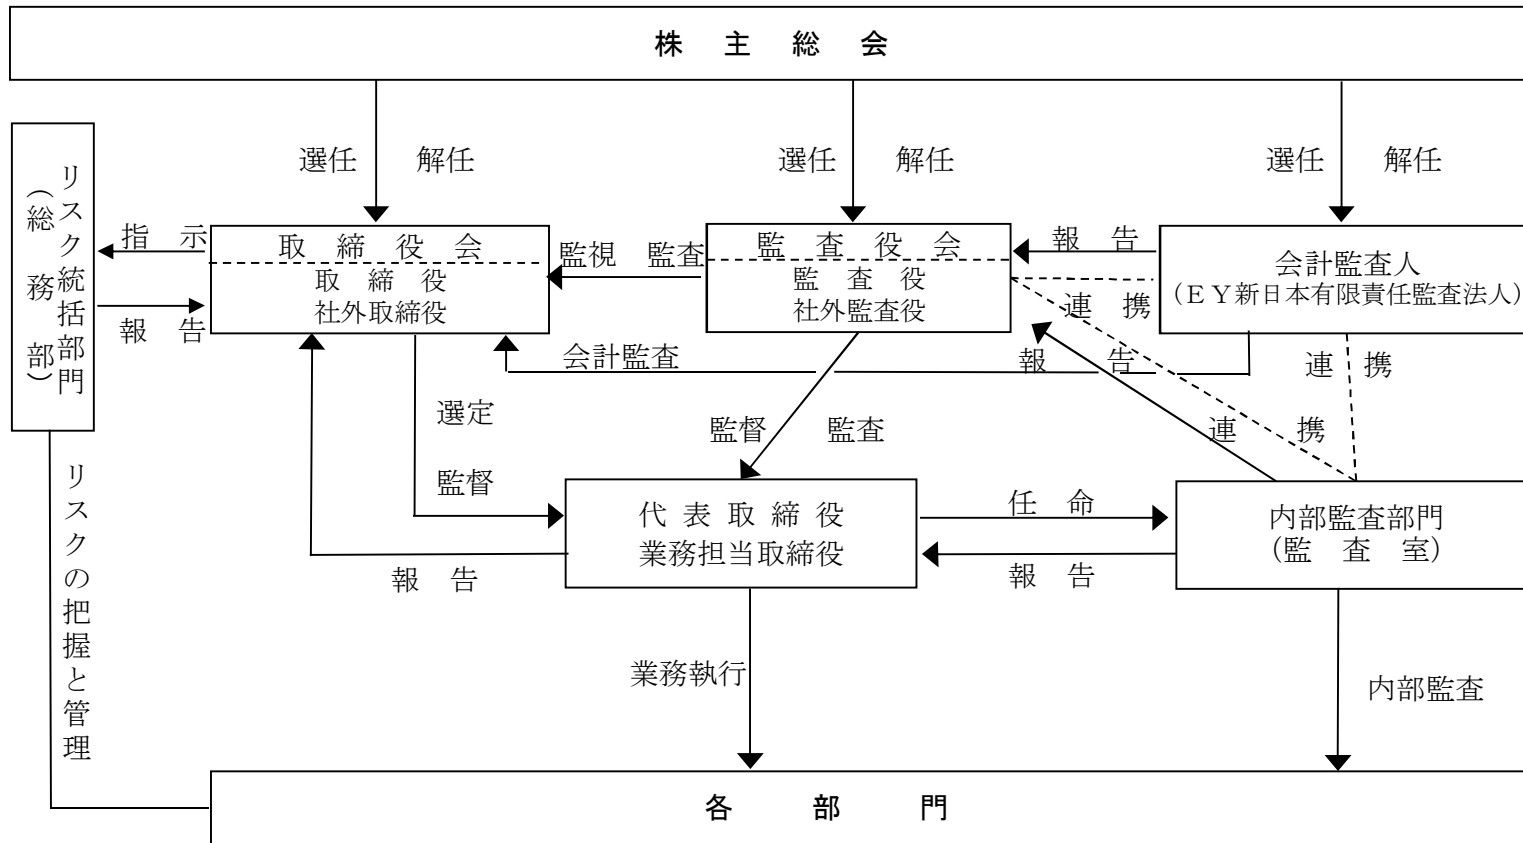 株 主 総 会
選任 解任
選任 解任
選任 解任
リスク統括部門
(総 務 部)
指 示
報 告
取 締 役 会
取 締 役
社外取締役
監視 監査
監 査 役 会
監 査 役
社外監査役
報 告
連 携
会計監査人
(EY新日本有限責任監査法人)
会計監査
報 告
連 携
選定
監督
監督 監査
連 携
リスクの把握と管理
代 表 取 締 役
業務担当取締役
任 命
報 告
内部監査部門
(監 査 室)
報 告
業務執行
内部監査
各 部 門